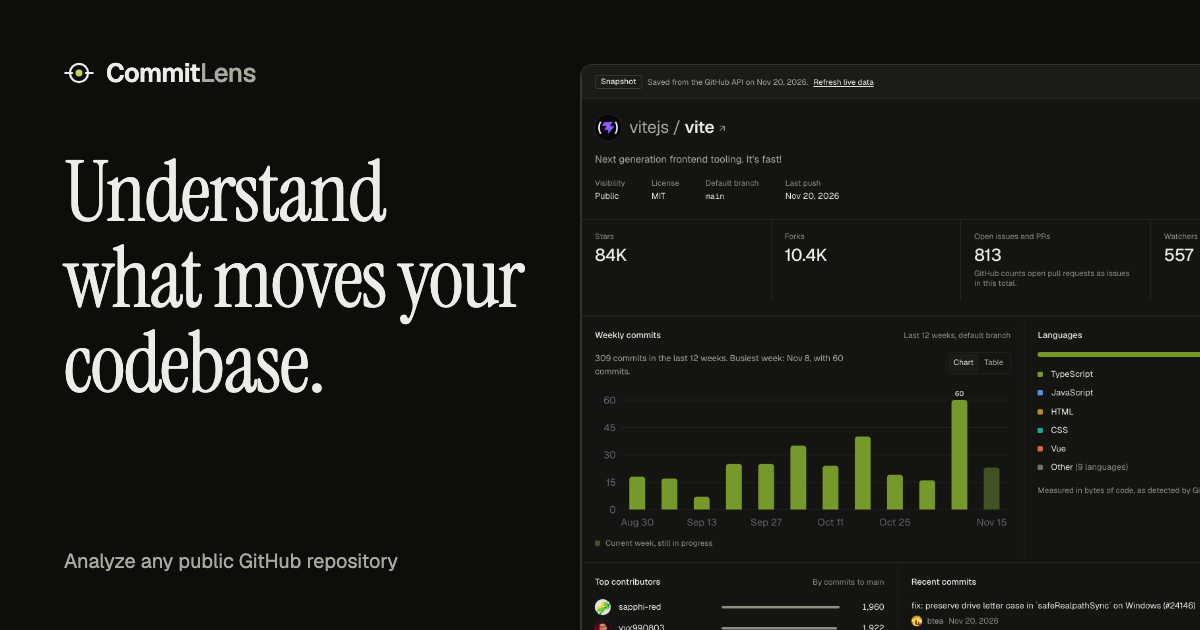 CommitLens
Understand
what moves your
codebase.
Analyze any public GitHub repository
Snapshot Saved from the GitHub API on Nov 20, 2026. Refresh live data
vitejs / vite ↗
Next generation frontend tooling. It's fast!
Visibility License Default branch Last push
Public MIT main Nov 20, 2026
Stars Forks Open issues and PRs Watchers
84K 10.4K 813 557
GitHub counts open pull requests as issues
in this total.
Weekly commits Last 12 weeks, default branch
309 commits in the last 12 weeks. Busiest week: Nov 8, with 60
commits.
Chart Table
60
60
45
30
15
0
Aug 30 Sep 13 Sep 27 Oct 11 Oct 25 Nov 15
Current week, still in progress
Languages
TypeScript
JavaScript
HTML
CSS
Vue
Other (9 languages)
Measured in bytes of code, as detected by
Top contributors By commits to main
sapphi-red 1,960
yyx990803 1,922
Recent commits
fix: preserve drive letter case in `safeRealpathSync` on Windows (#24146)
btea Nov 20, 2026